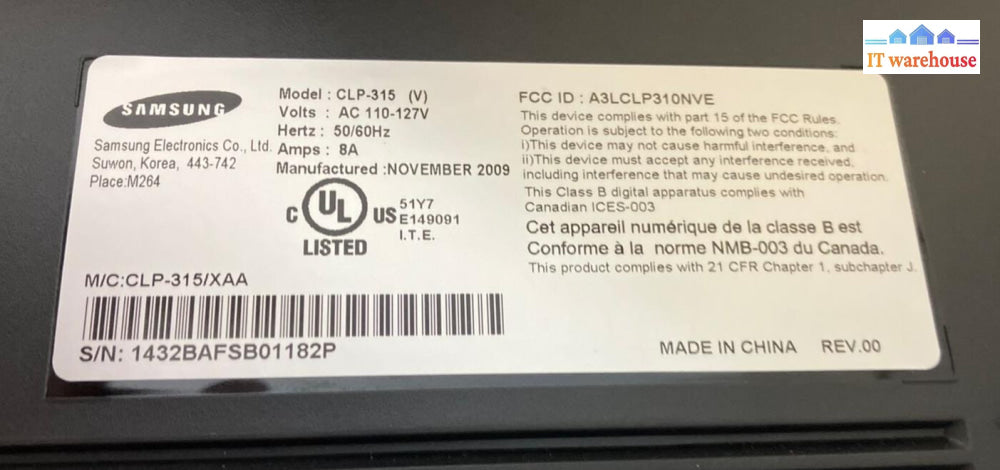 IT warehouse
SAMSUNG
Samsung Electronics Co., Ltd.
Suwon, Korea, 443-742
Place:M264
Model : CLP-315 (V)
Volts : AC 110-127V
Hertz : 50/60Hz
Amps : 8A
Manufactured :NOVEMBER 2009
C UL US
LISTED
51Y7
E149091
I.T.E.
FCC ID : A3LCLP310NVE
This device complies with part 15 of the FCC Rules.
Operation is subject to the following two conditions:
i)This device may not cause harmful interference, and
ii)This device must accept any interference received,
including interference that may cause undesired operation.
This Class B digital apparatus complies with
Canadian ICES-003
Cet appareil numérique de la classe B est
Conforme à la norme NMB-003 du Canada.
This product complies with 21 CFR Chapter 1, subchapter J.
M/C:CLP-315/XAA
S/N: 1432BAFSB01182P
MADE IN CHINA REV.00